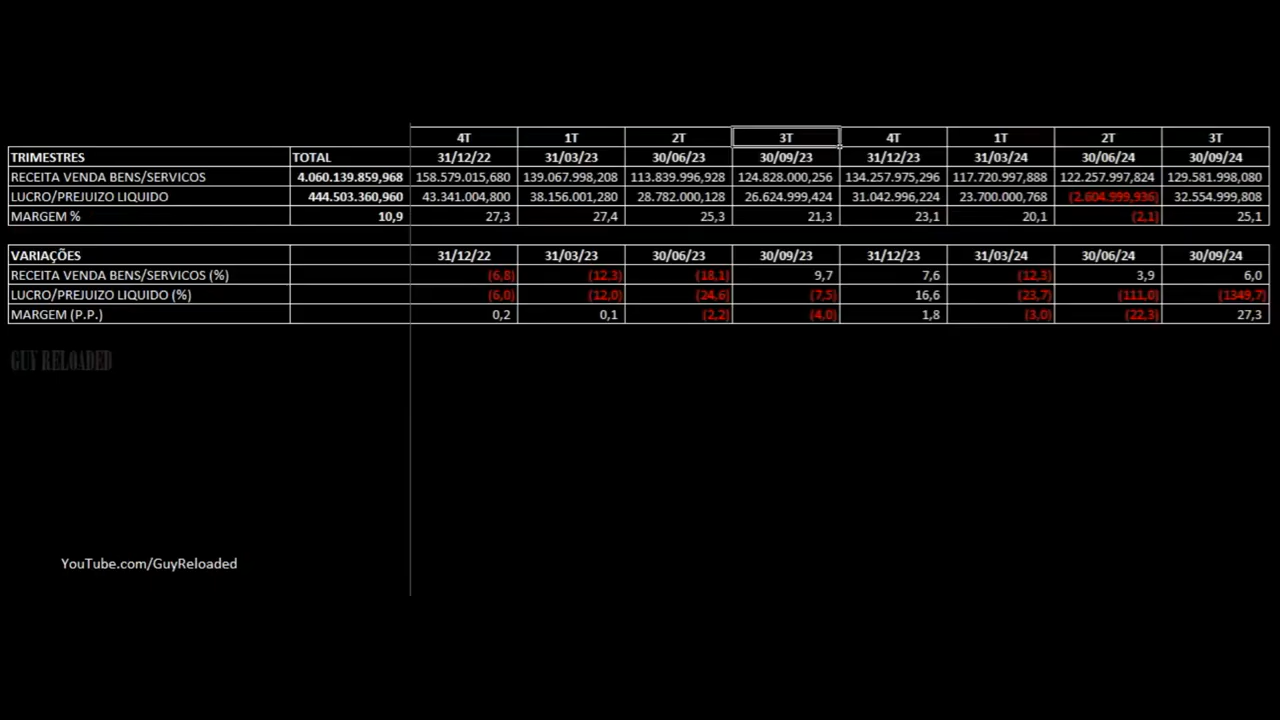 4T 1T 2T 3T 4T 1T 2T 3T
TRIMESTRES TOTAL 31/12/22 31/03/23 30/06/23 30/09/23 31/12/23 31/03/24 30/06/24 30/09/24
RECEITA VENDA BENS/SERVICOS 4.060.139.859,968 158.579.015,680 139.067.998,208 113.839.996,928 124.828.000,256 134.257.975,296 117.720.997,888 122.257.997,824 129.581.998,080
LUCRO/PREJUIZO LIQUIDO 444.503.360,960 43.341.004,800 38.156.001,280 28.782.000,128 26.624.999,424 31.042.996,224 23.700.000,768 (2.604.999,936) 32.554.999,808
MARGEM % 10,9 27,3 27,4 25,3 21,3 23,1 20,1 (2,1) 25,1
VARIAÇÕES 31/12/22 31/03/23 30/06/23 30/09/23 31/12/23 31/03/24 30/06/24 30/09/24
RECEITA VENDA BENS/SERVICOS (%) (6,8) (12,3) (18,1) 9,7 7,6 (12,3) 3,9 6,0
LUCRO/PREJUIZO LIQUIDO (%) (6,0) (12,0) (24,6) (7,5) 16,6 (23,7) (111,0) (1349,7)
MARGEM (P.P.) 0,2 0,1 (2,2) (4,0) 1,8 (3,0) (22,3) 27,3
GUY RELOADED
YouTube.com/GuyReloaded